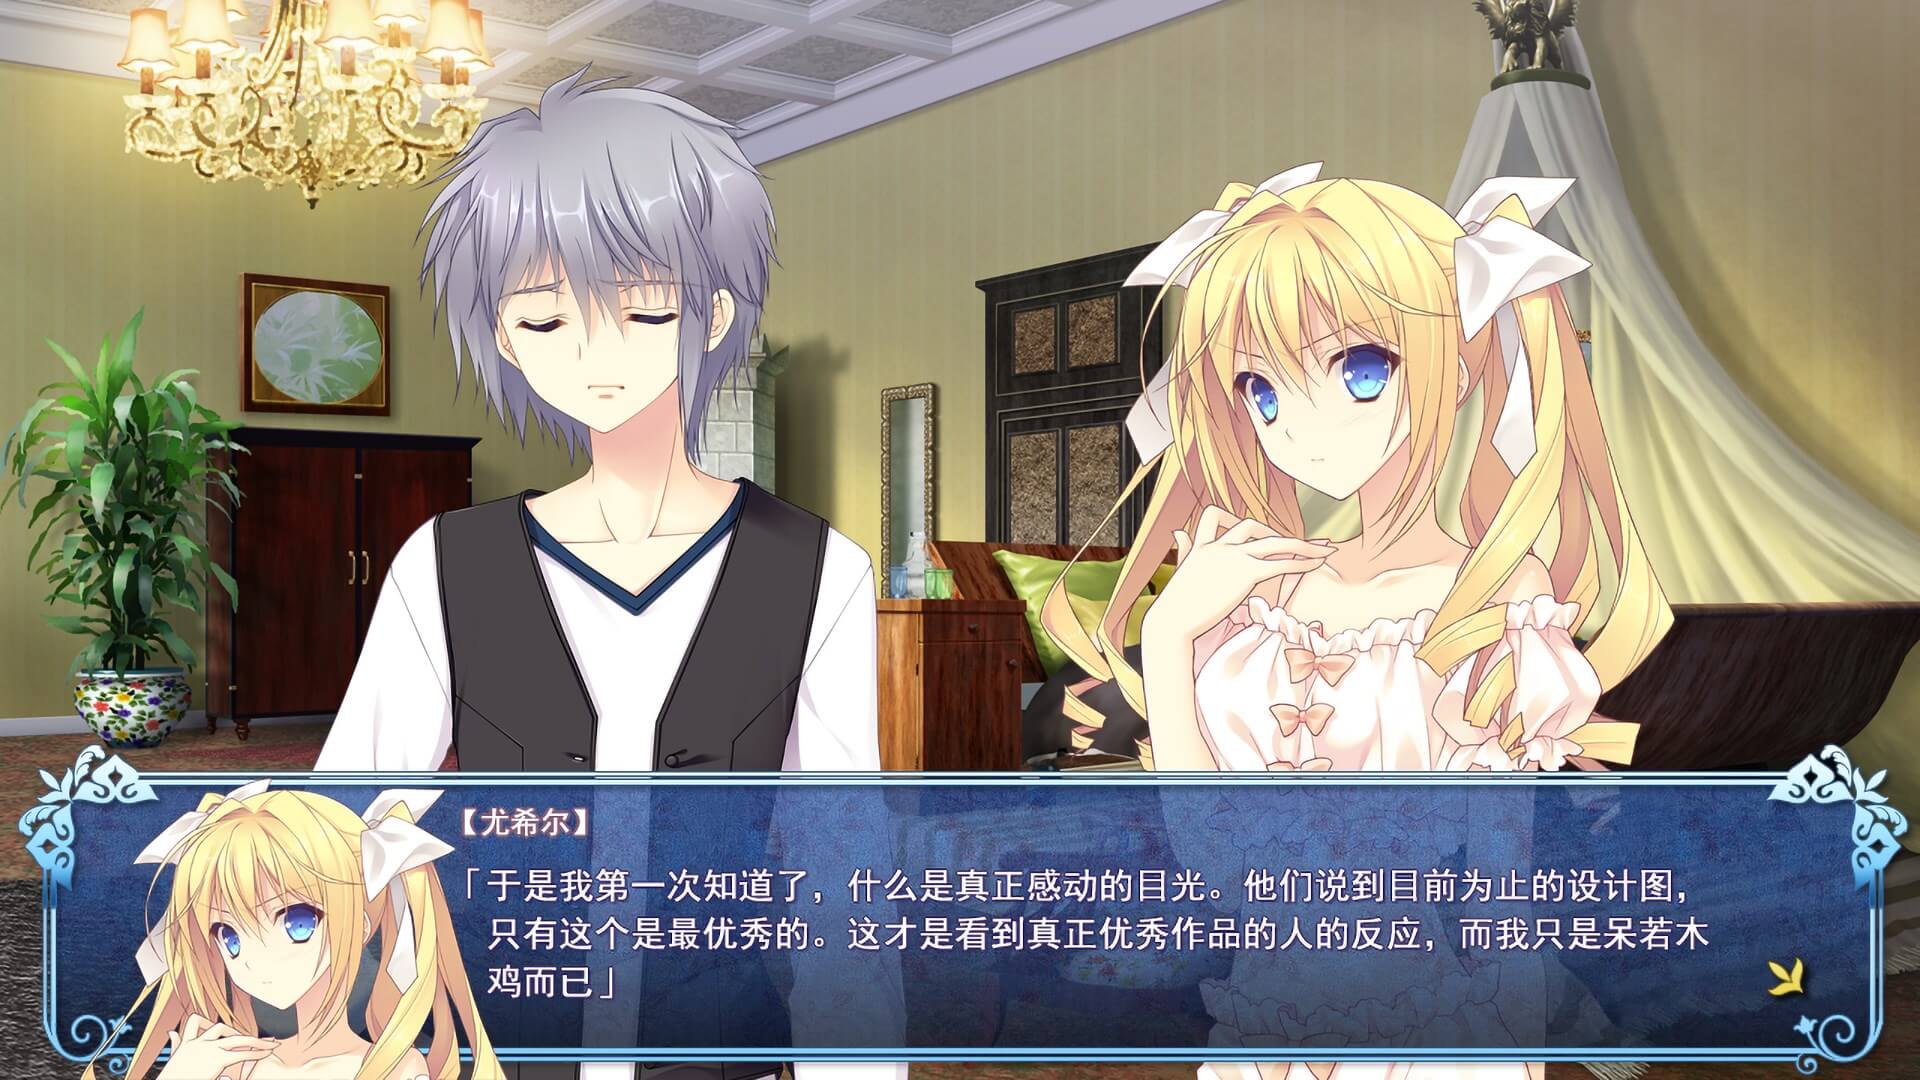 【尤希尔】
「于是我第一次知道了，什么是真正感动的目光。他们说到目前为止的设计图，
只有这个是最优秀的。这才是看到真正优秀作品的人的反应，而我只是呆若木
鸡而已」